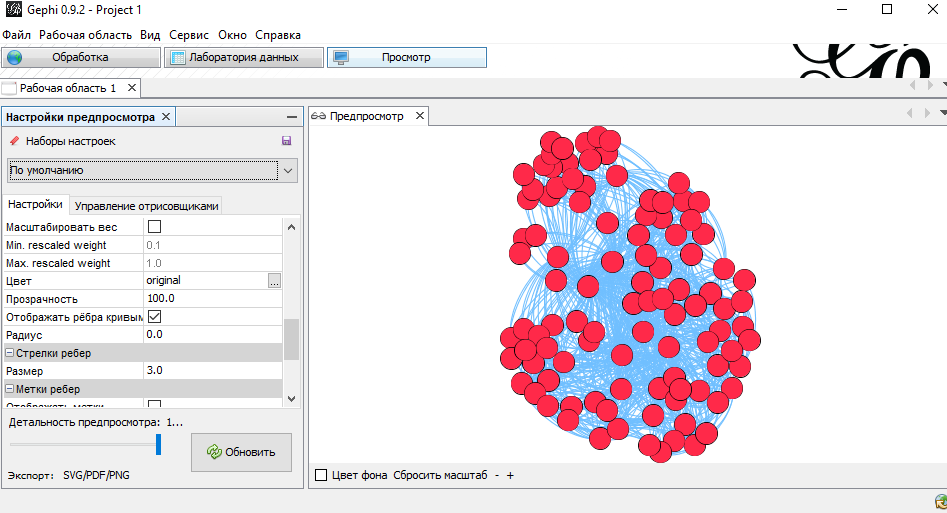 Gephi 0.9.2 - Project 1
Файл Рабочая область Вид Сервис Окно Справка
Обработка Лаборатория данных Просмотр
Рабочая область 1
Настройки предпросмотра
Наборы настроек
По умолчанию
Настройки Управление отрисовщиками
Масштабировать вес
Min. rescaled weight 0.1
Max. rescaled weight 1.0
Цвет original ...
Прозрачность 100.0
Отображать рёбра кривым
Радиус 0.0
Стрелки ребер
Размер 3.0
Метки ребер
Отображать метки
Детальность предпросмотра: 1...
Обновить
Экспорт: SVG/PDF/PNG
Предпросмотр
Цвет фона Сбросить масштаб - +